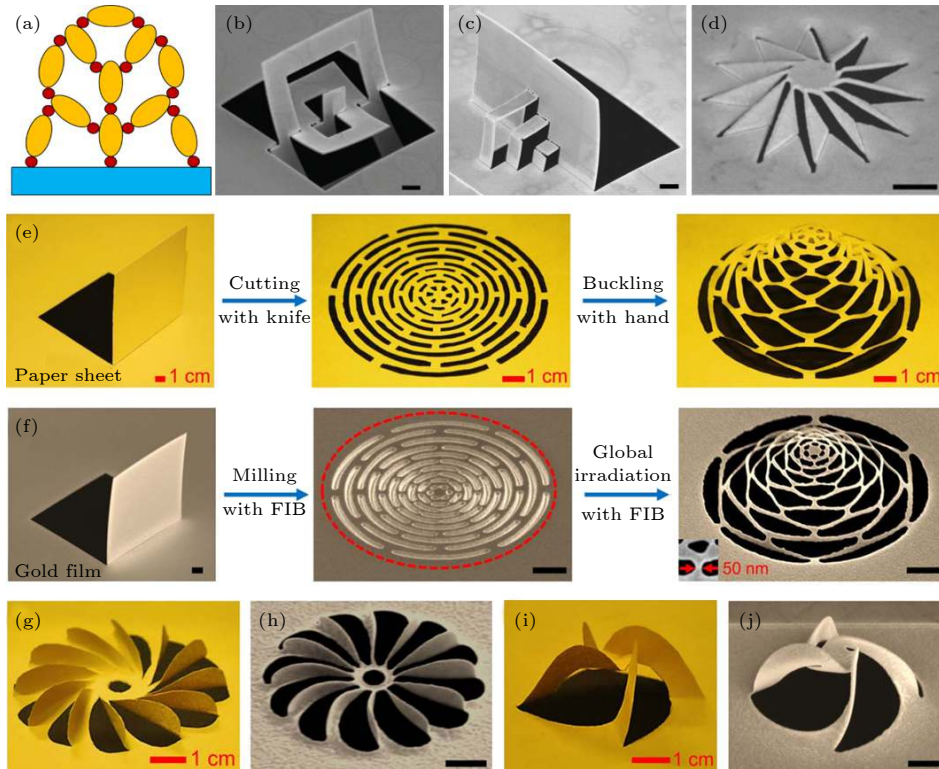 (a)
(b)
(c)
(d)
(e)
Paper sheet
1 cm
Cutting
with knife
1 cm
Buckling
with hand
1 cm
(f)
Gold film
Milling
with FIB
Global
irradiation
with FIB
50 nm
(g)
1 cm
(h)
(i)
1 cm
(j)